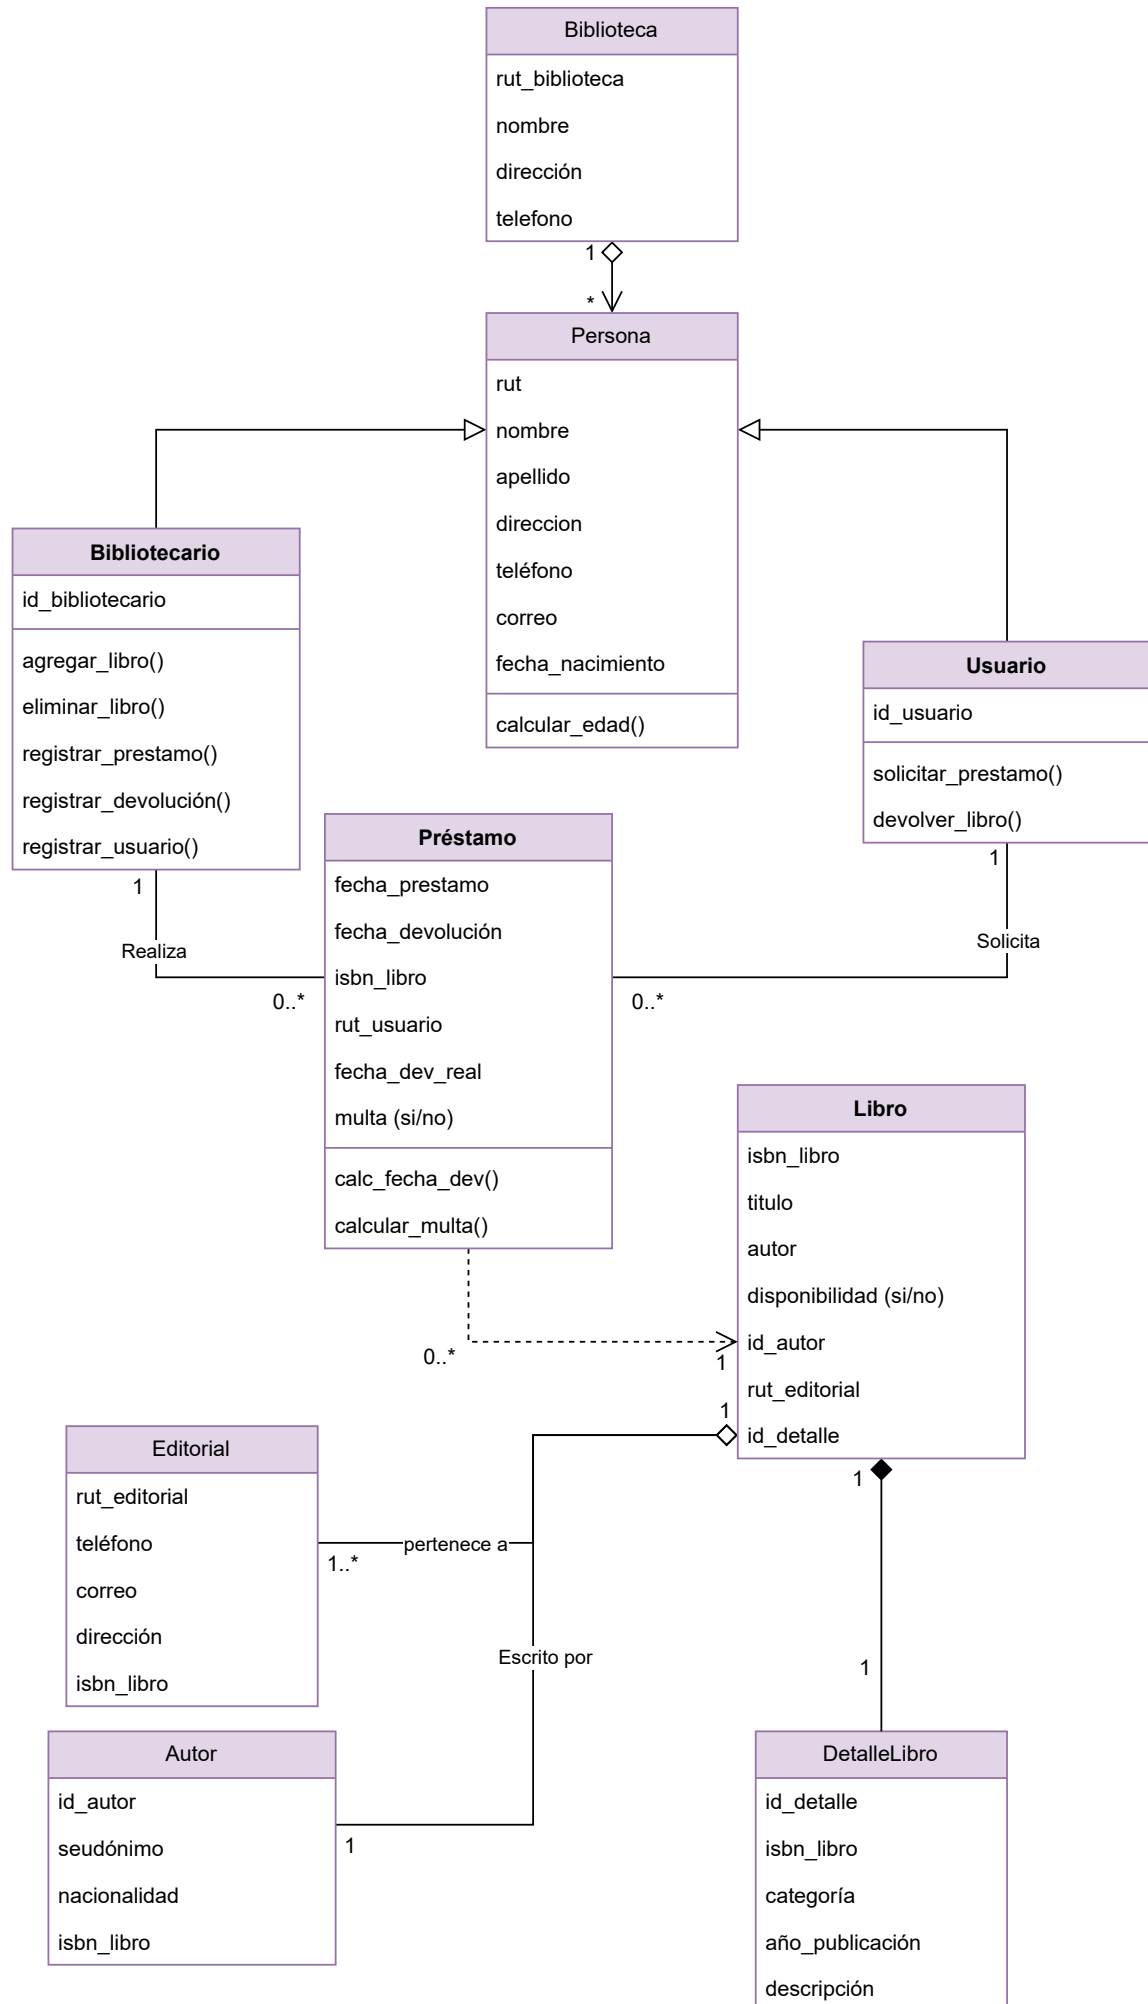 Biblioteca
rut_biblioteca
nombre
dirección
telefono
1
*
Persona
rut
nombre
apellido
direccion
teléfono
correo
fecha_nacimiento
calcular_edad()
Bibliotecario
id_bibliotecario
agregar_libro()
eliminar_libro()
registrar_prestamo()
registrar_devolución()
registrar_usuario()
1
Realiza
0..*
Usuario
id_usuario
solicitar_prestamo()
devolver_libro()
1
Solicita
0..*
Préstamo
fecha_prestamo
fecha_devolución
isbn_libro
rut_usuario
fecha_dev_real
multa (si/no)
calc_fecha_dev()
calcular_multa()
0..*
1
Libro
isbn_libro
titulo
autor
disponibilidad (si/no)
id_autor
rut_editorial
id_detalle
1
1
Editorial
rut_editorial
teléfono
correo
dirección
isbn_libro
1..*
pertenece a
Escrito por
1
Autor
id_autor
seudónimo
nacionalidad
isbn_libro
1
DetalleLibro
id_detalle
isbn_libro
categoría
año_publicación
descripción